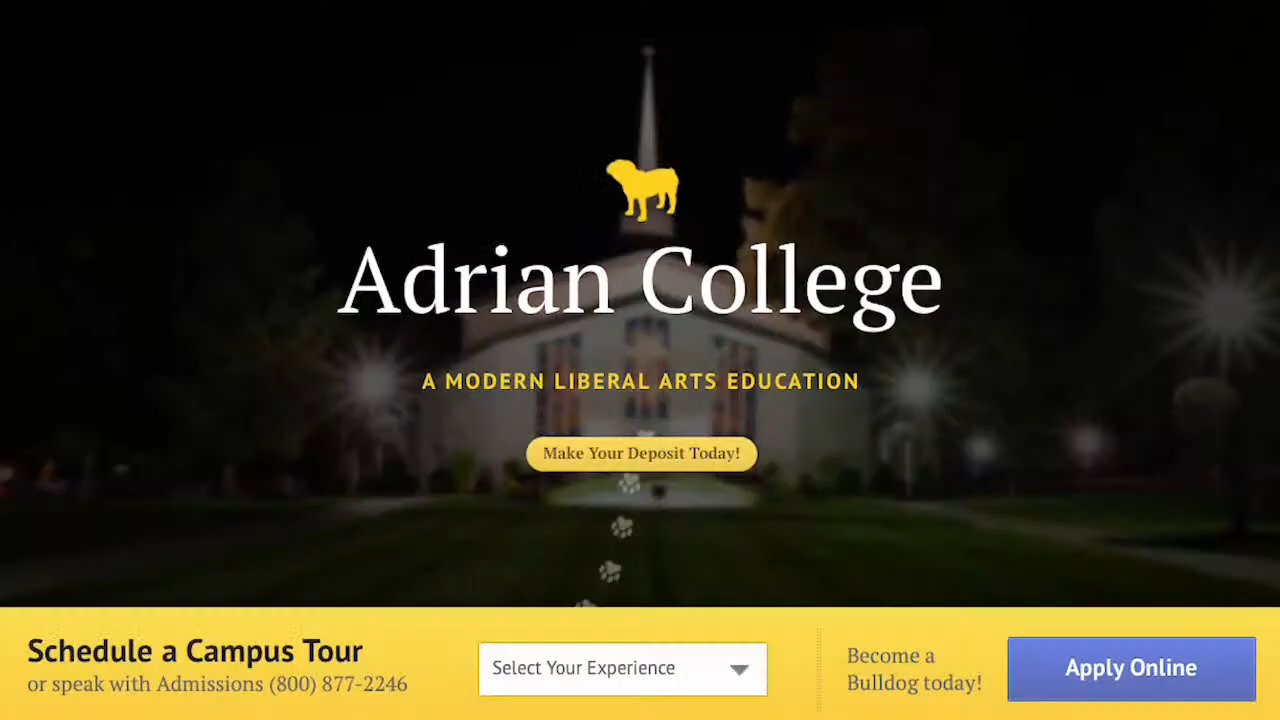 Adrian College
A MODERN LIBERAL ARTS EDUCATION
Make Your Deposit Today!
Schedule a Campus Tour
or speak with Admissions (800) 877-2246
Select Your Experience
Become a
Bulldog today!
Apply Online